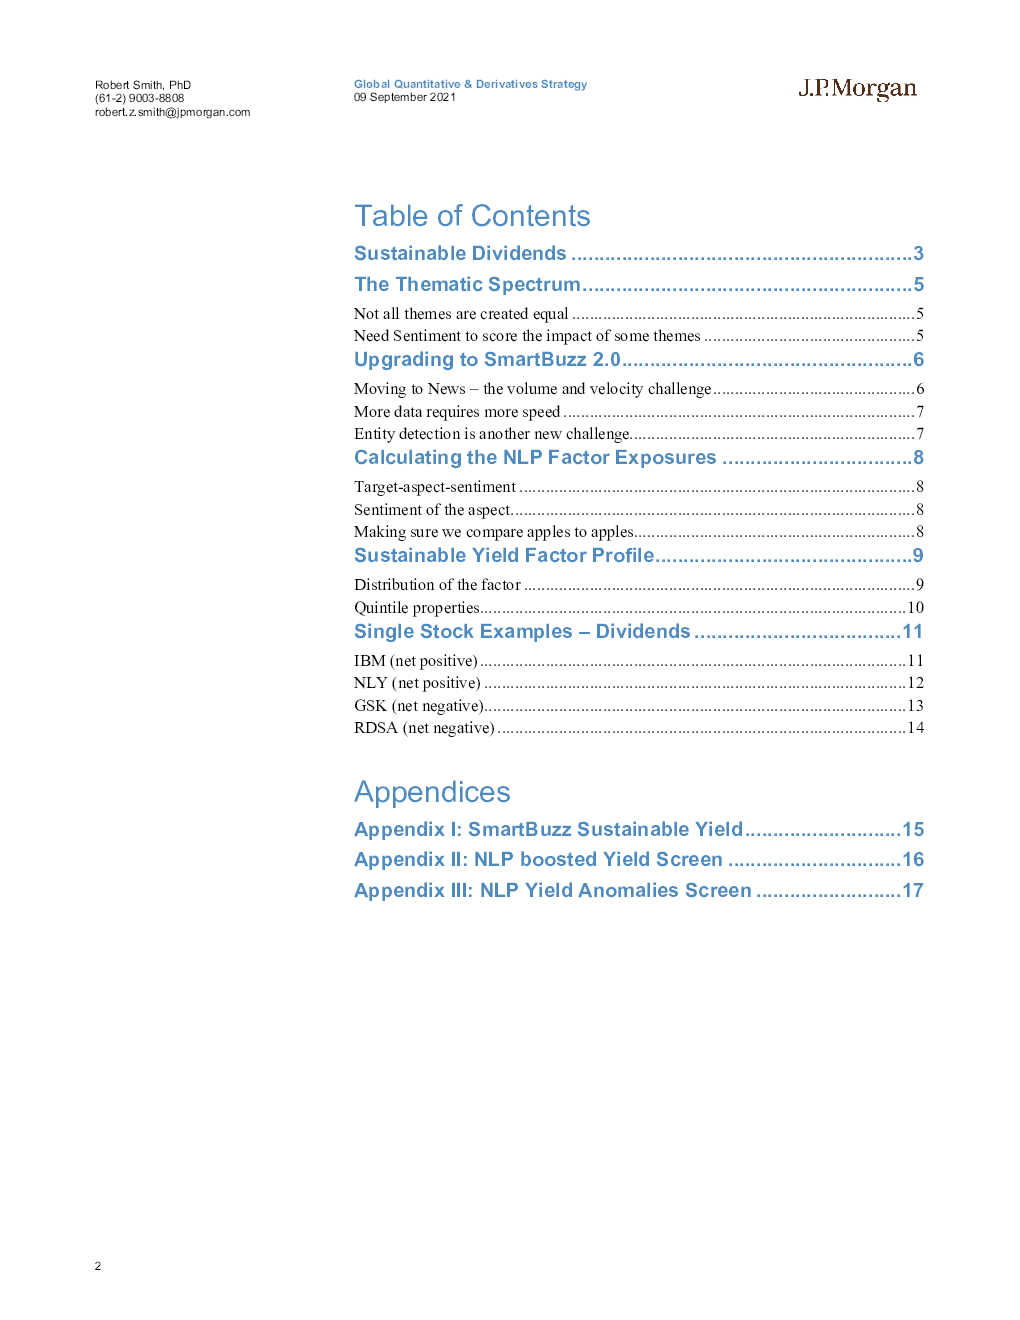 Robert Smith, PhD
(61-2) 9003-8808
robert.z.smith@jpmorgan.com
Global Quantitative & Derivatives Strategy
09 September 2021
J.P.Morgan
Table of Contents
Sustainable Dividends .............................................................3
The Thematic Spectrum...........................................................5
Not all themes are created equal ..............................................................................5
Need Sentiment to score the impact of some themes ................................................5
Upgrading to SmartBuzz 2.0....................................................6
Moving to News – the volume and velocity challenge..............................................6
More data requires more speed ................................................................................7
Entity detection is another new challenge.................................................................7
Calculating the NLP Factor Exposures ..................................8
Target-aspect-sentiment ..........................................................................................8
Sentiment of the aspect............................................................................................8
Making sure we compare apples to apples................................................................8
Sustainable Yield Factor Profile..............................................9
Distribution of the factor .........................................................................................9
Quintile properties.................................................................................................10
Single Stock Examples – Dividends .....................................11
IBM (net positive).................................................................................................11
NLY (net positive) ................................................................................................12
GSK (net negative)................................................................................................13
RDSA (net negative).............................................................................................14
Appendices
Appendix I: SmartBuzz Sustainable Yield............................15
Appendix II: NLP boosted Yield Screen ...............................16
Appendix III: NLP Yield Anomalies Screen ..........................17
2